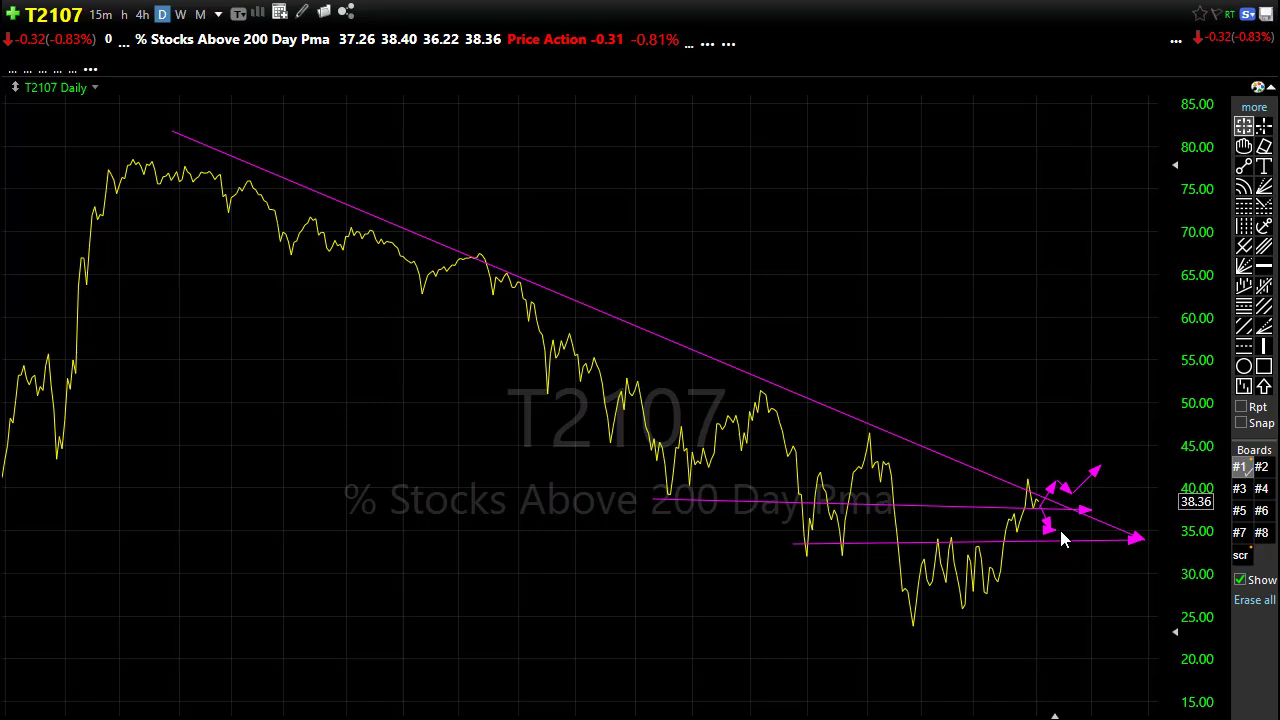 T2107 15m h 4h D W M T RT S
-0.32(-0.83%) 0 ... % Stocks Above 200 Day Pma 37.26 38.40 36.22 38.36 Price Action -0.31 -0.81% ... ... ... ... -0.32(-0.83%)
... ... ... ... ... ...
T2107 Daily
more
85.00
80.00
75.00
70.00
65.00
60.00
55.00
50.00
45.00
40.00
38.36
35.00
30.00
25.00
20.00
15.00
T2107
% Stocks Above 200 Day Pma
T
Rpt
Snap
Boards
#1 #2
#3 #4
#5 #6
#7 #8
scr
Show
Erase all